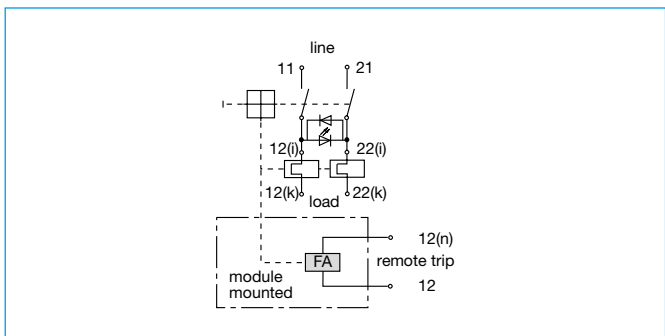 line
11 21
12(i) 22(i)
12(k) 22(k)
load
12(n)
FA remote trip
module
mounted
12